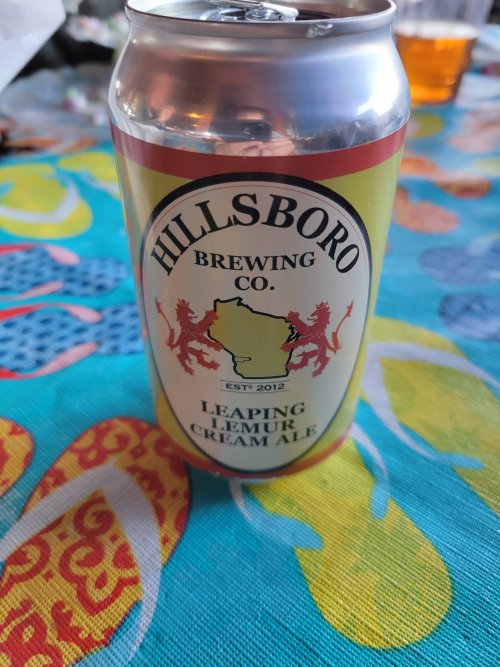 HILLSBORO
BREWING
CO.
ESTD 2012
LEAPING
LEMUR
CREAM ALE